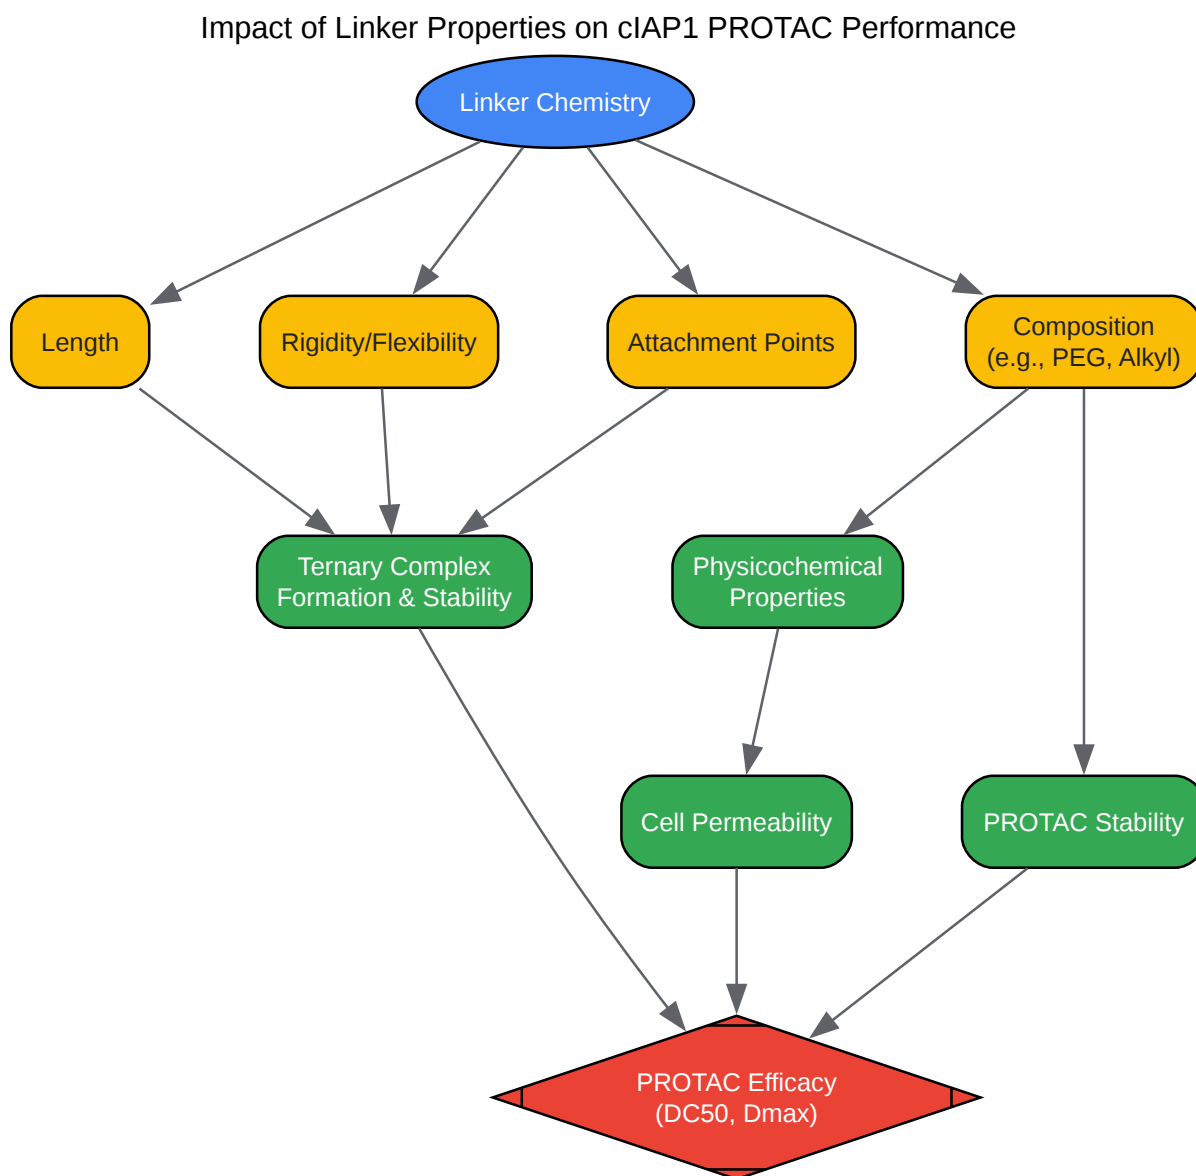 Impact of Linker Properties on cIAP1 PROTAC Performance
Linker Chemistry
Length
Rigidity/Flexibility
Attachment Points
Composition
(e.g., PEG, Alkyl)
Ternary Complex
Formation & Stability
Physicochemical
Properties
Cell Permeability
PROTAC Stability
PROTAC Efficacy
(DC50, Dmax)